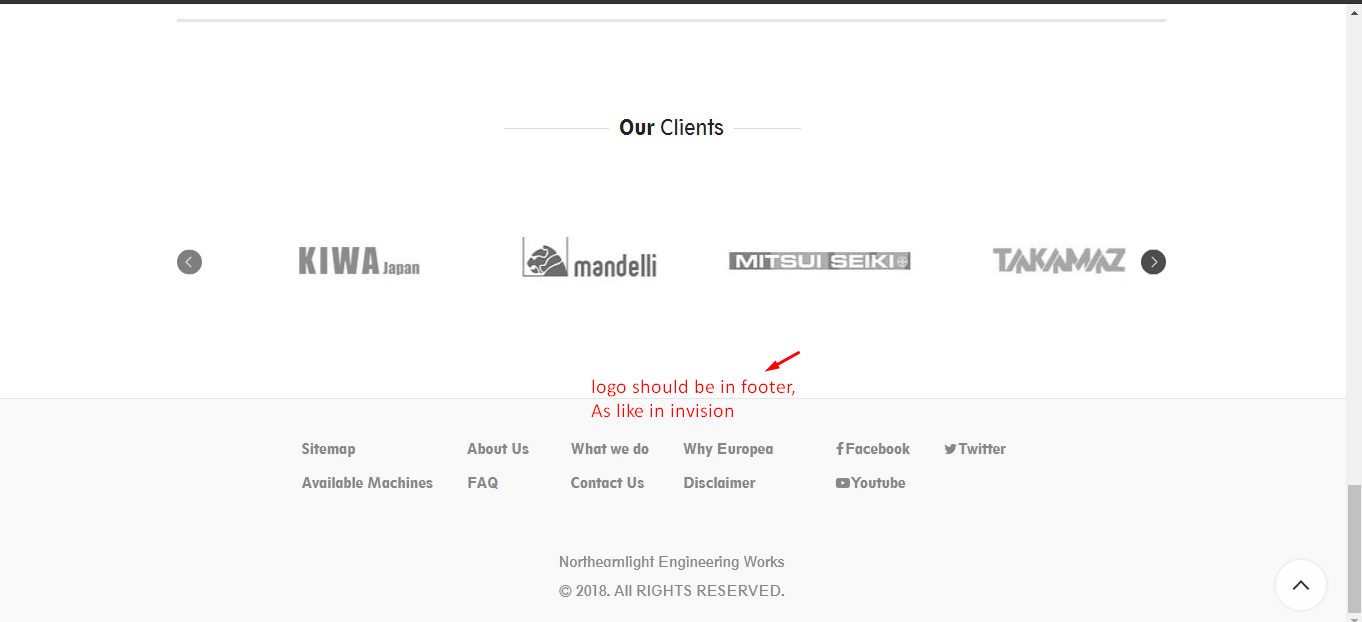 Our Clients
KIWA Japan
mandelli
MITSUI SEIKI
TAKAMAZ
logo should be in footer,
As like in invision
Sitemap About Us What we do Why Europea Facebook Twitter
Available Machines FAQ Contact Us Disclaimer Youtube
Northearnlight Engineering Works
© 2018. All RIGHTS RESERVED.